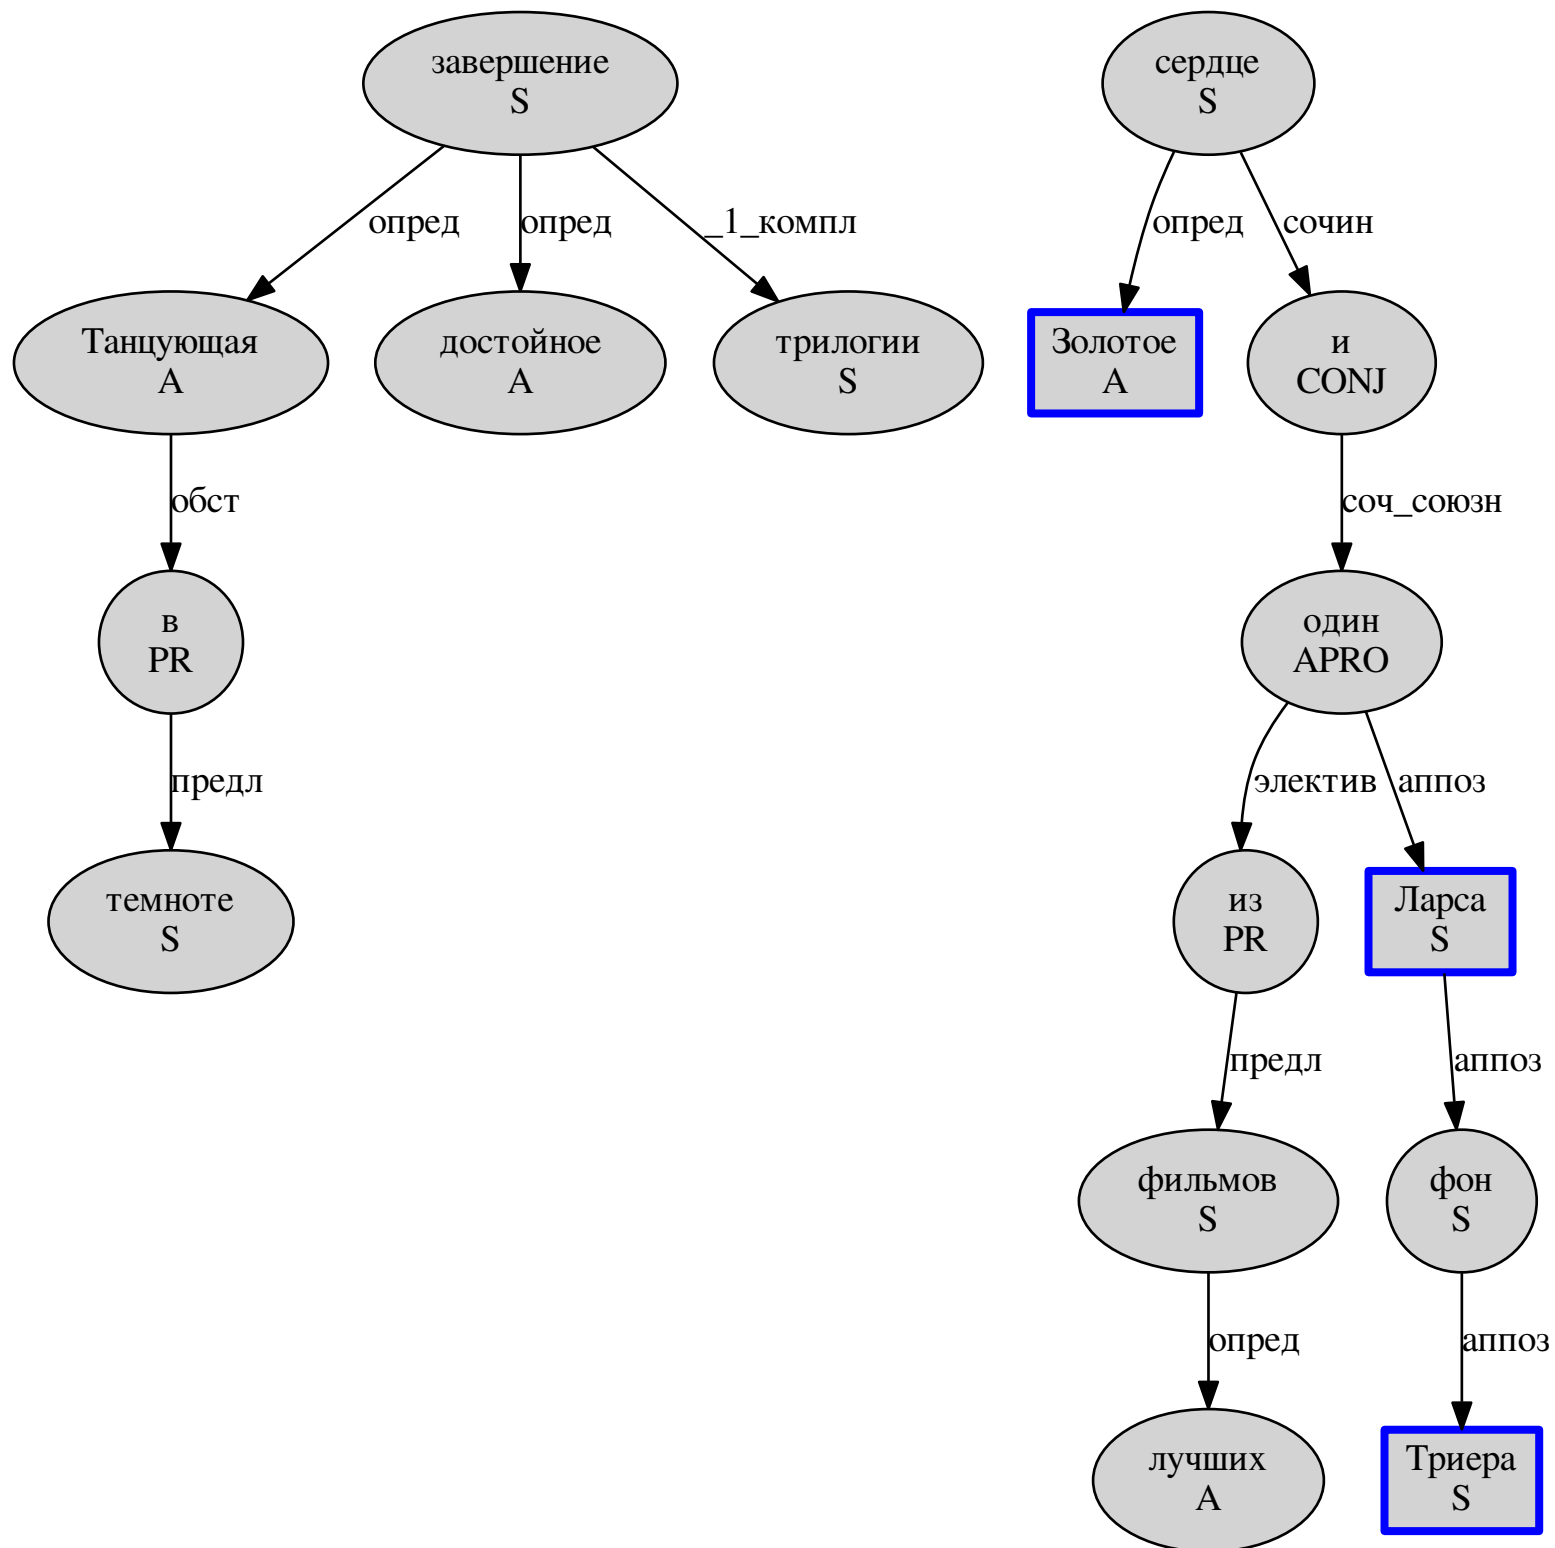 завершение
S
сердце
S
опред
опред
_1_компл
опред
сочин
Танцующая
A
достойное
A
трилогии
S
Золотое
A
и
CONJ
обст
соч_союзн
в
PR
один
APRO
предл
электив
аппоз
темноте
S
из
PR
Ларса
S
предл
аппоз
фильмов
S
фон
S
опред
аппоз
лучших
A
Триера
S